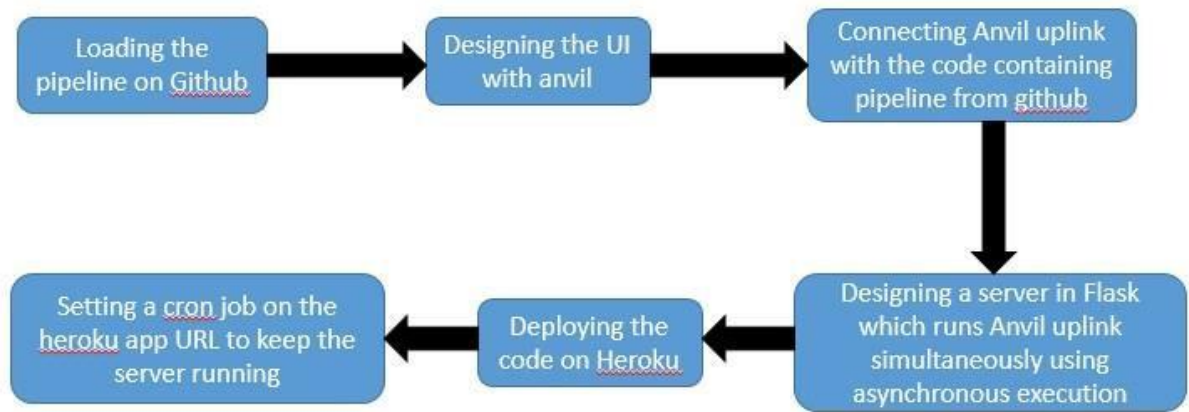 Loading the
pipeline on Github
Designing the UI
with anvil
Connecting Anvil uplink
with the code containing
pipeline from github
Designing a server in Flask
which runs Anvil uplink
simultaneously using
asynchronous execution
Deploying the
code on Heroku
Setting a cron job on the
heroku app URL to keep the
server running